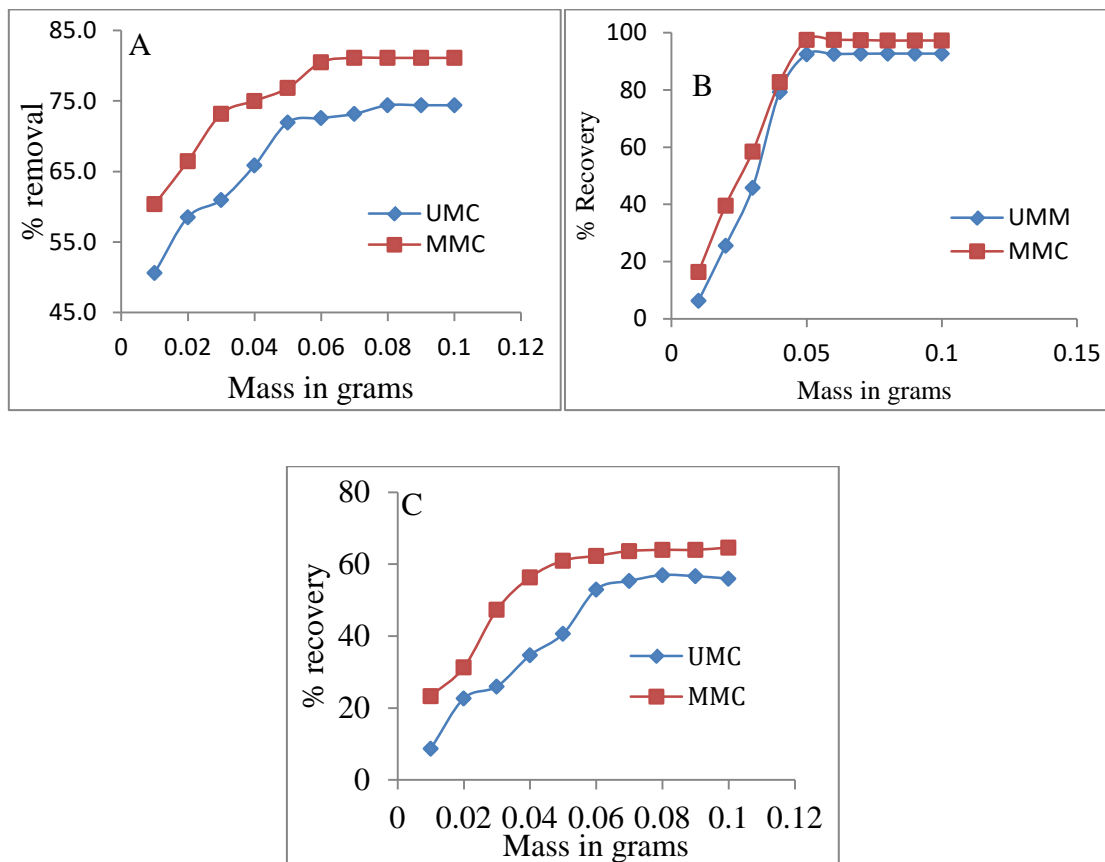 A
% removal
85.0
75.0
65.0
55.0
45.0
0 0.02 0.04 0.06 0.08 0.1 0.12
Mass in grams
UMC
MMC
B
% Recovery
100
80
60
40
20
0
0 0.05 0.1 0.15
Mass in grams
UMM
MMC
C
% recovery
80
60
40
20
0
0 0.02 0.04 0.06 0.08 0.1 0.12
Mass in grams
UMC
MMC